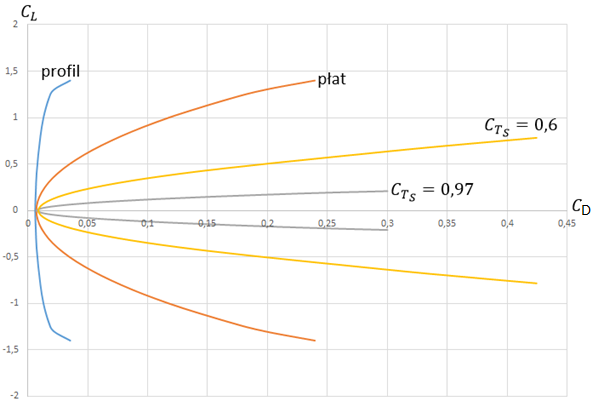 C_L
2
profil
płat
1,5
1
C_{T_S} = 0,6
0,5
C_{T_S} = 0,97
0
C_D
0 0,05 0,1 0,15 0,2 0,25 0,3 0,35 0,4 0,45
-0,5
-1
-1,5
-2